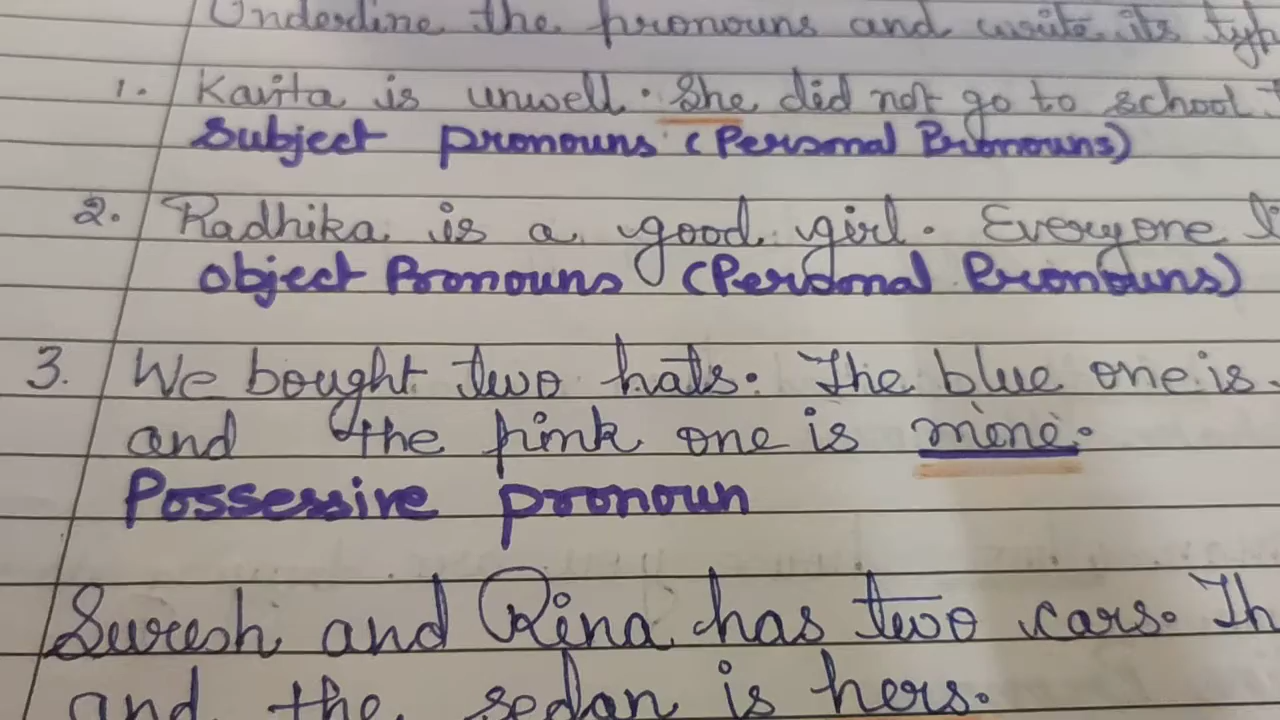 Underline the pronouns and write its typ
1. Kavita is unwell. She did not go to school
Subject pronouns (Personal Pronouns)
2. Radhika is a good girl. Everyone li
object Pronouns (Personal Pronouns)
3. We bought two hats. The blue one is
and the pink one is mine.
Possessive pronoun
Suresh and Rina has two cars. Th
and the sedan is hers.